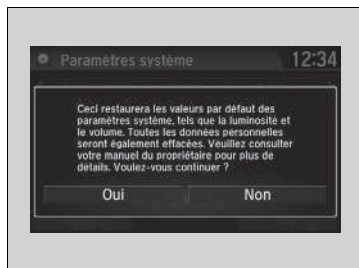 Paramètres système 12:34
Ceci restaurera les valeurs par défaut des
paramètres système, tels que la luminosité et
le volume. Toutes les données personnelles
seront également effacées. Veuillez consulter
votre manuel du propriétaire pour plus de
détails. Voulez-vous continuer ?
Oui Non